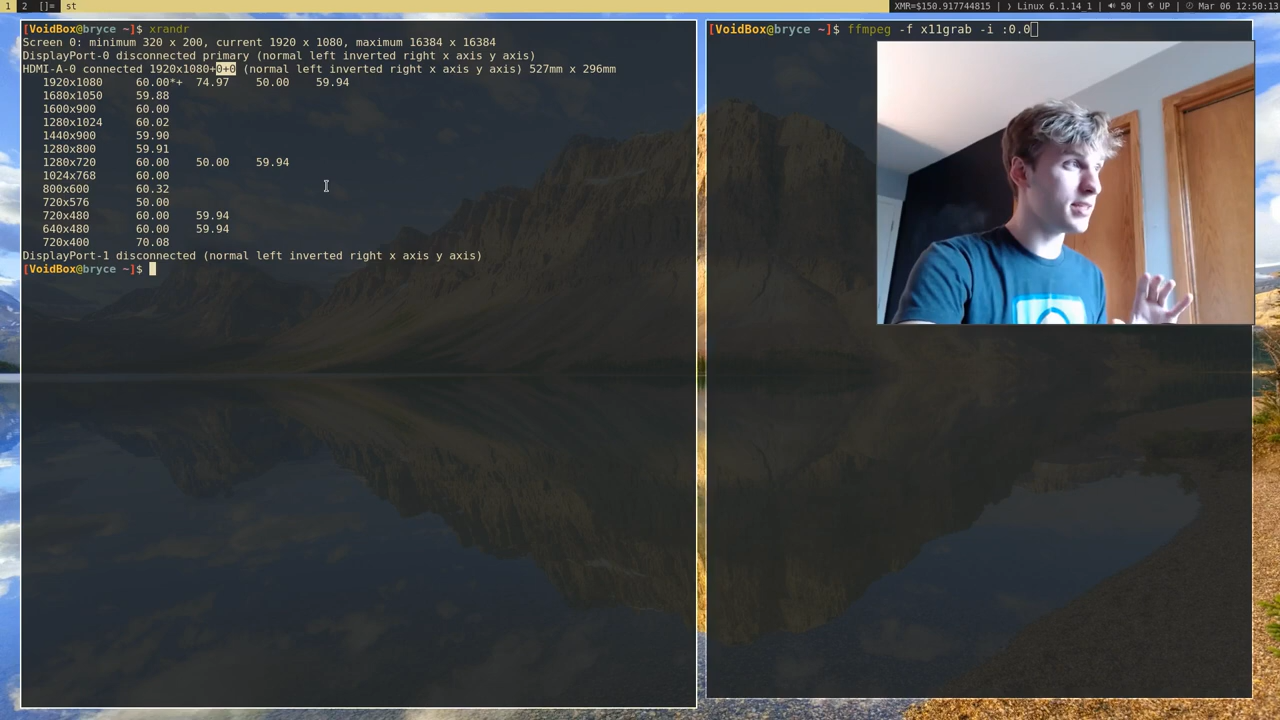 1 2 []= st XMR=$150.917744815 | Linux 6.1.14_1 | 50 | UP | Mar 06 12:50:13
[VoidBox@bryce ~]$ xrandr
Screen 0: minimum 320 x 200, current 1920 x 1080, maximum 16384 x 16384
DisplayPort-0 disconnected primary (normal left inverted right x axis y axis)
HDMI-A-0 connected 1920x1080+0+0 (normal left inverted right x axis y axis) 527mm x 296mm
1920x1080 60.00*+ 74.97 50.00 59.94
1680x1050 59.88
1600x900 60.00
1280x1024 60.02
1440x900 59.90
1280x800 59.91
1280x720 60.00 50.00 59.94
1024x768 60.00
800x600 60.32
720x576 50.00
720x480 60.00 59.94
640x480 60.00 59.94
720x400 70.08
DisplayPort-1 disconnected (normal left inverted right x axis y axis)
[VoidBox@bryce ~]$
[VoidBox@bryce ~]$ ffmpeg -f x11grab -i :0.0